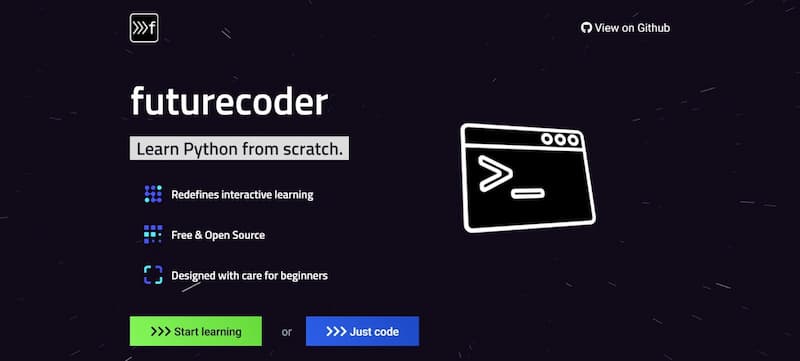 >>>f
View on Github
futurecoder
Learn Python from scratch.
>_
Redefines interactive learning
Free & Open Source
Designed with care for beginners
>>> Start learning
or
>>> Just code